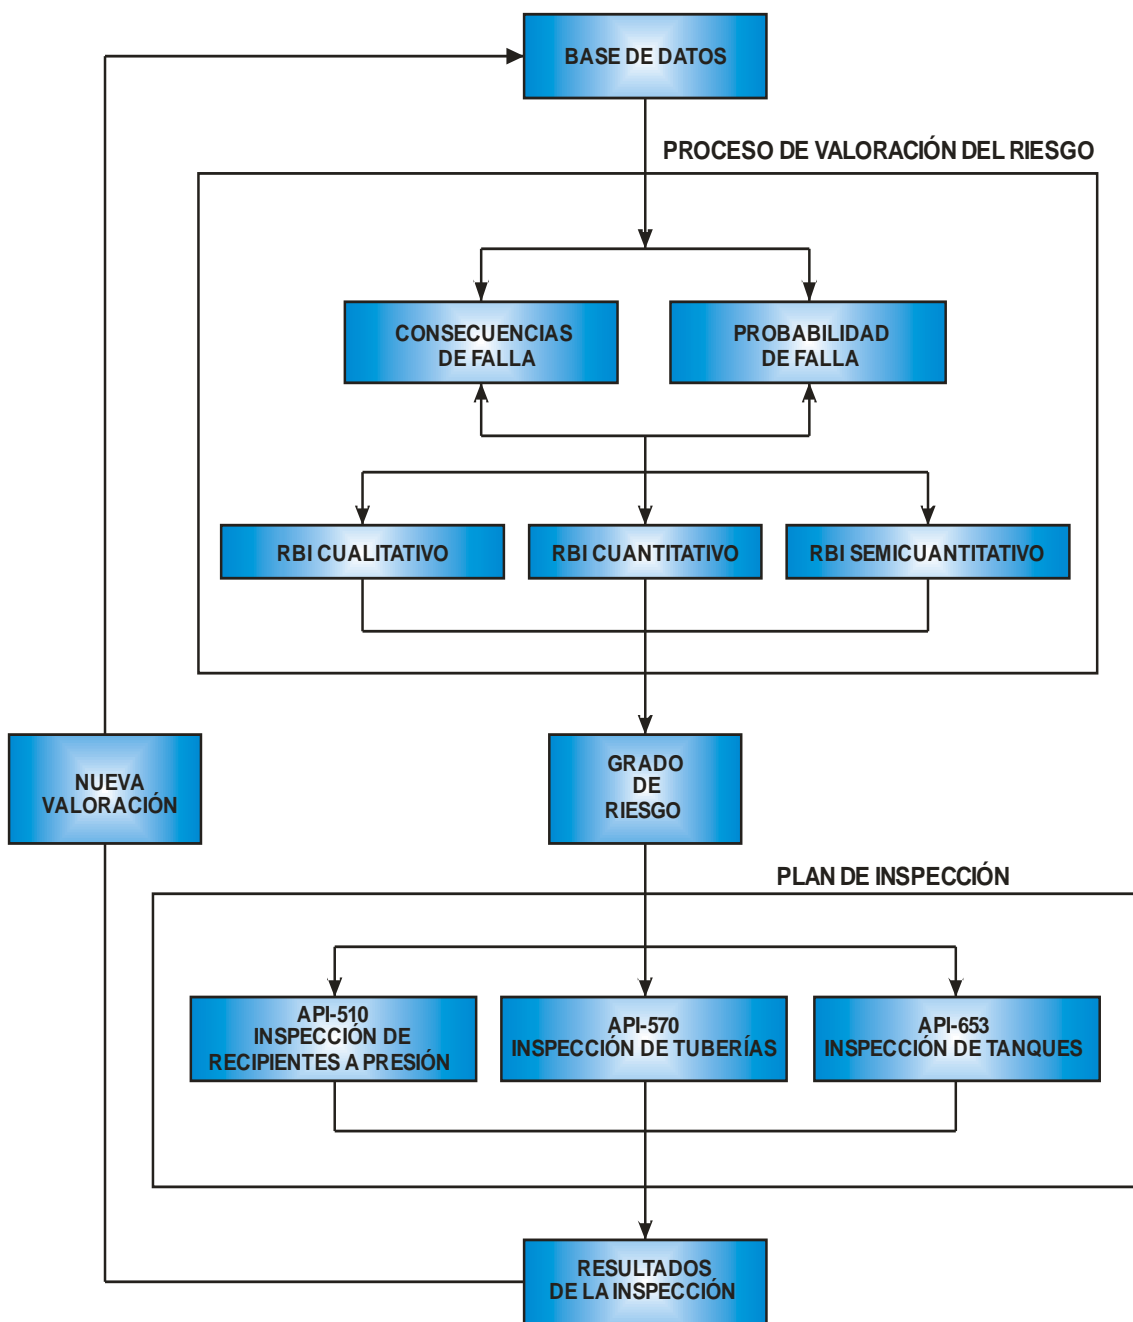 BASE DE DATOS
PROCESO DE VALORACIÓN DEL RIESGO
CONSECUENCIAS
DE FALLA
PROBABILIDAD
DE FALLA
RBI CUALITATIVO
RBI CUANTITATIVO
RBI SEMICUANTITATIVO
NUEVA
VALORACIÓN
GRADO
DE
RIESGO
PLAN DE INSPECCIÓN
API-510
INSPECCIÓN DE
RECIPIENTES A PRESIÓN
API-570
INSPECCIÓN DE TUBERÍAS
API-653
INSPECCIÓN DE TANQUES
RESULTADOS
DE LA INSPECCIÓN